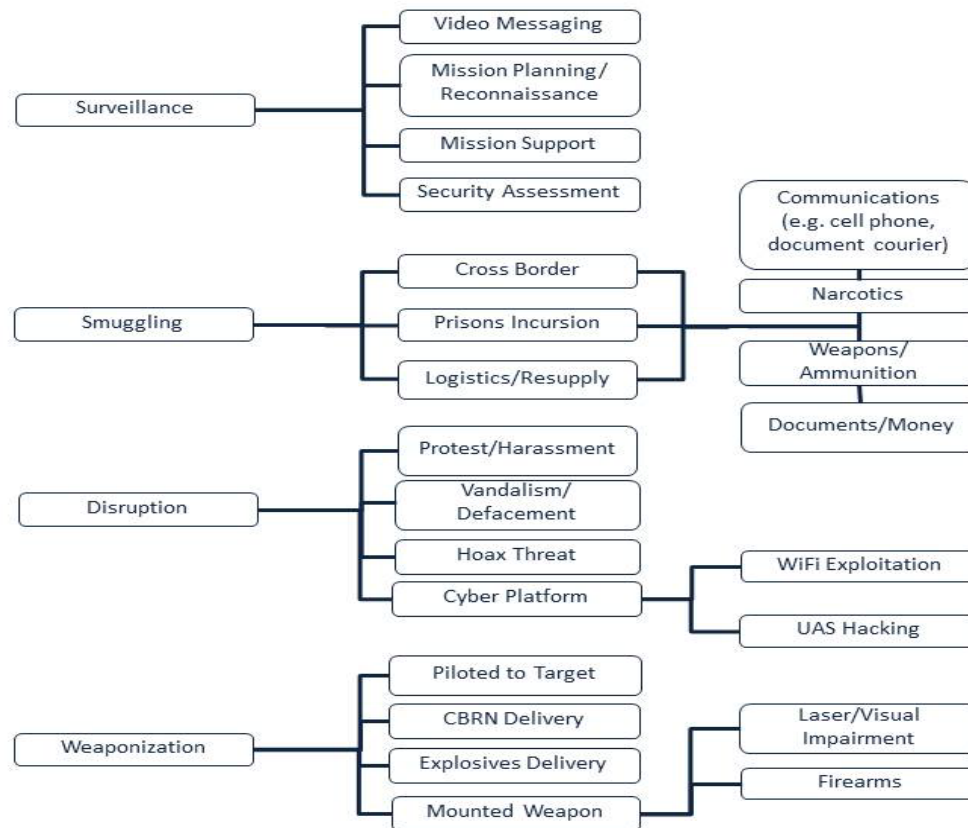 Surveillance
Video Messaging
Mission Planning/
Reconnaissance
Mission Support
Security Assessment
Smuggling
Cross Border
Prisons Incursion
Logistics/Resupply
Communications
(e.g. cell phone,
document courier)
Narcotics
Weapons/
Ammunition
Documents/Money
Disruption
Protest/Harassment
Vandalism/
Defacement
Hoax Threat
Cyber Platform
WiFi Exploitation
UAS Hacking
Weaponization
Piloted to Target
CBRN Delivery
Explosives Delivery
Mounted Weapon
Laser/Visual
Impairment
Firearms